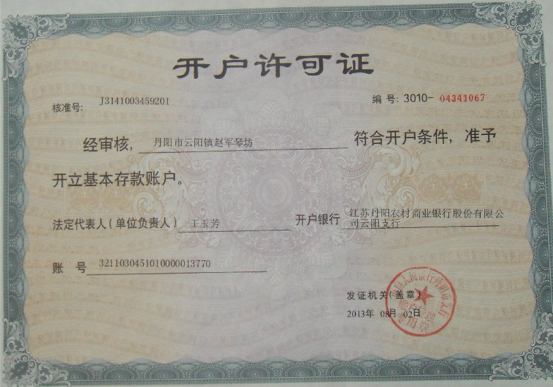 开户许可证
核准号: J3141003459201 编 号: 3010-04341067
经审核, 丹阳市云阳镇赵军琴坊 符合开户条件,准予
开立基本存款账户。
法定代表人(单位负责人) 王玉芳 开户银行 江苏丹阳农村商业银行股份有限公
司云阳支行
账 号 3211030451010000013770
发证机关(盖章)
2013年 08月 02日